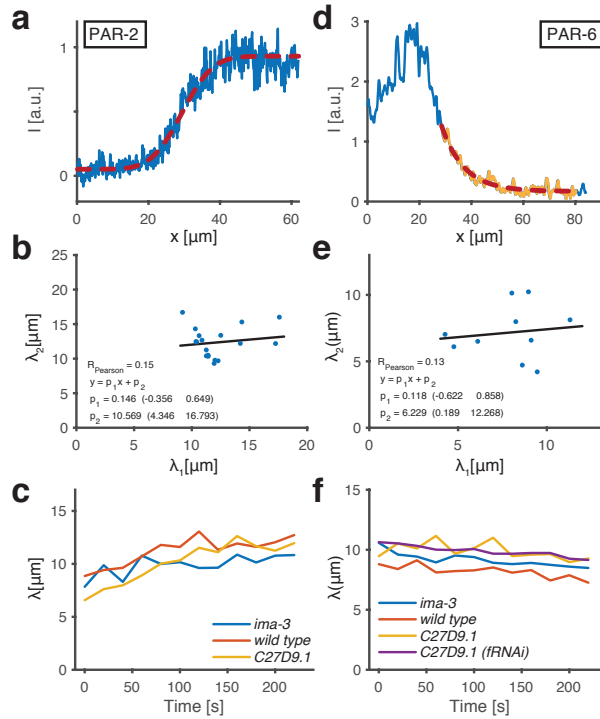 a
PAR-2
I [a.u.]
1
0
0 20 40 60
x [µm]
d
PAR-6
I [a.u.]
3
2
1
0
0 20 40 60 80
x [µm]
b
λ2[µm]
25
20
15
10
5
0
RPearson = 0.15
y = p1x + p2
p1 = 0.146 (-0.356 0.649)
p2 = 10.569 (4.346 16.793)
0 5 10 15 20
λ1[µm]
e
λ2(µm)
10
5
0
RPearson = 0.13
y = p1x + p2
p1 = 0.118 (-0.622 0.858)
p2 = 6.229 (0.189 12.268)
0 5 10
λ1[µm]
c
λ[µm]
15
10
5
0
ima-3
wild type
C27D9.1
0 50 100 150 200
Time [s]
f
λ(µm)
15
10
5
0
ima-3
wild type
C27D9.1
C27D9.1 (fRNAi)
0 50 100 150 200
Time [s]